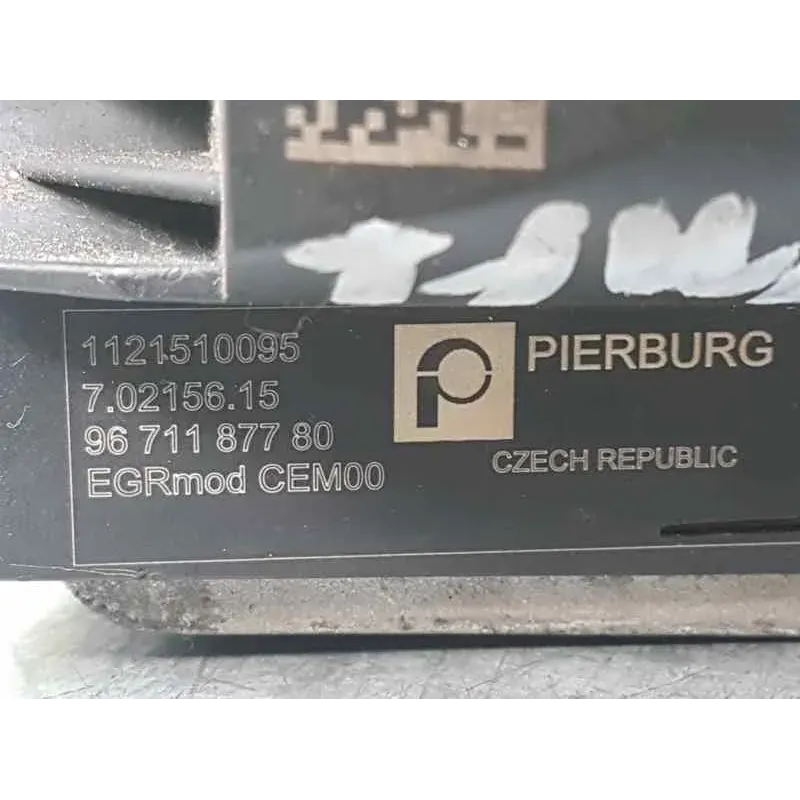 1121510095
7.02156.15
96 711 877 80
EGRmod CEM00
PIERBURG
CZECH REPUBLIC